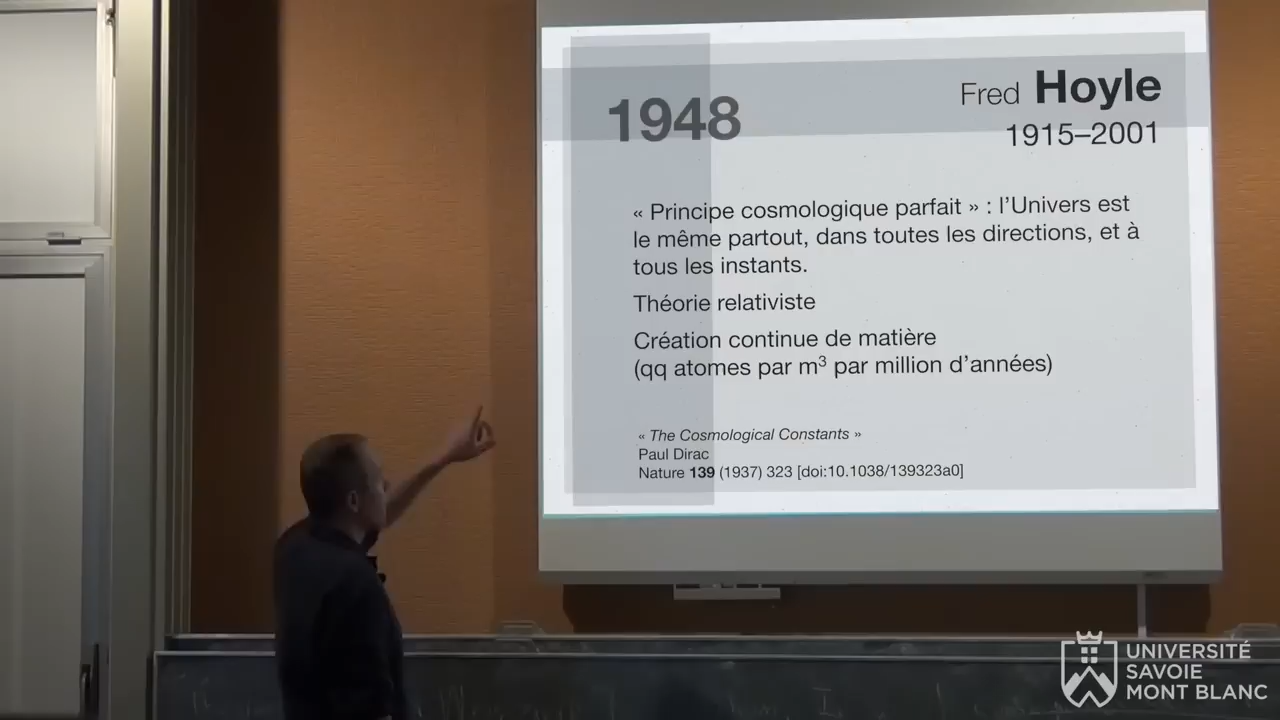 1948
Fred Hoyle
1915–2001
« Principe cosmologique parfait » : l'Univers est
le même partout, dans toutes les directions, et à
tous les instants.
Théorie relativiste
Création continue de matière
(qq atomes par m³ par million d'années)
« The Cosmological Constants »
Paul Dirac
Nature 139 (1937) 323 [doi:10.1038/139323a0]
UNIVERSITÉ
SAVOIE
MONT BLANC